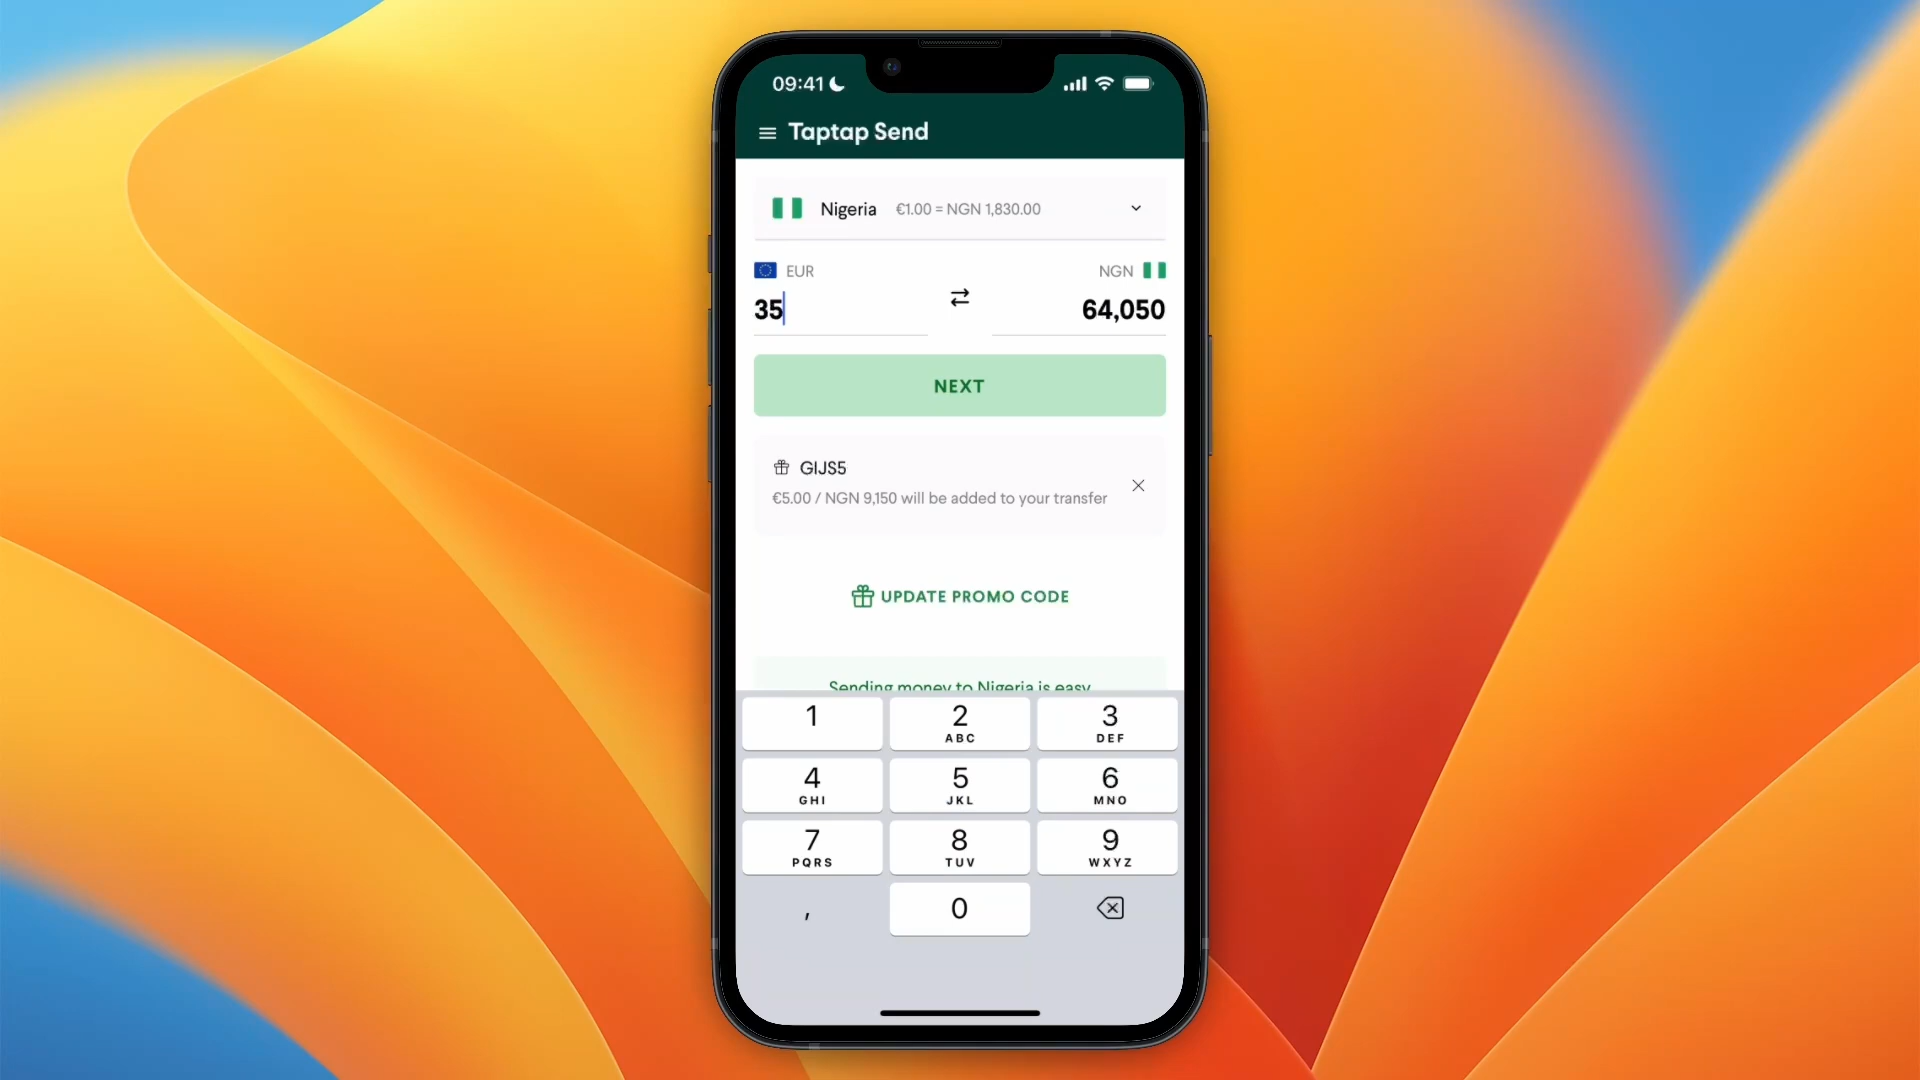 09:41
Taptap Send
Nigeria €1.00 = NGN 1,830.00
EUR NGN
35 64,050
NEXT
GIJS5
€5.00 / NGN 9,150 will be added to your transfer
UPDATE PROMO CODE
Sending money to Nigeria is easy
1 2 3
ABC DEF
4 5 6
GHI JKL MNO
7 8 9
PQRS TUV WXYZ
, 0